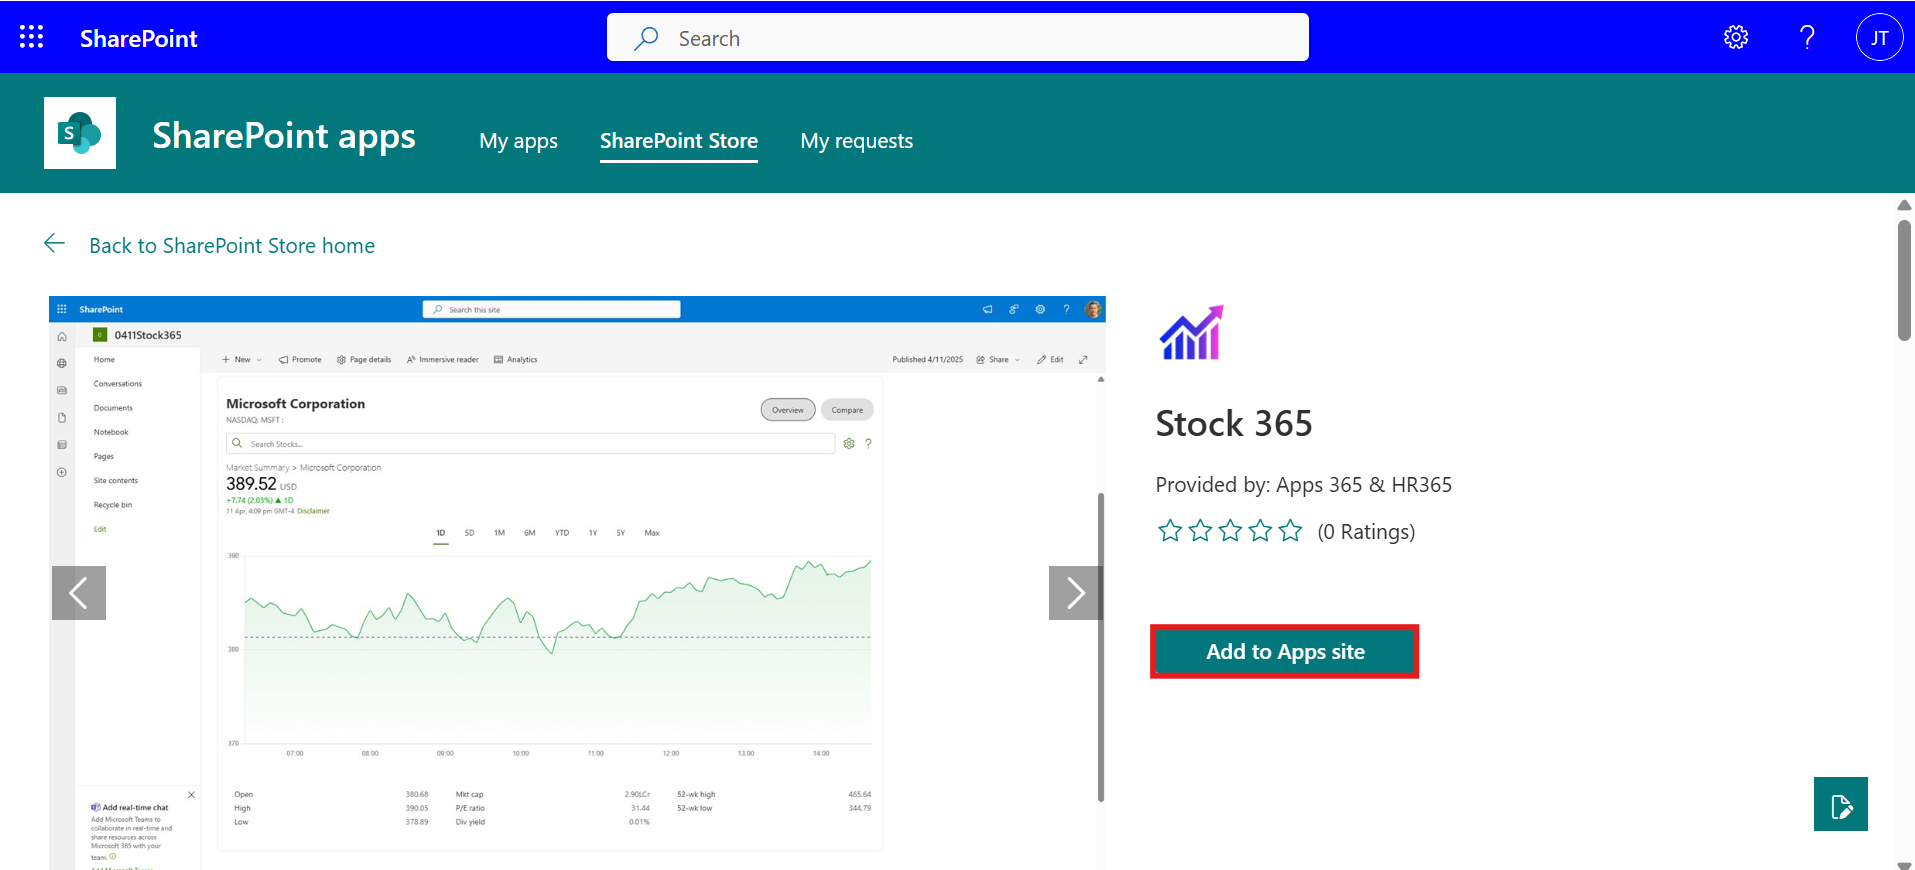 SharePoint
Search
JT
SharePoint apps
My apps
SharePoint Store
My requests
Back to SharePoint Store home
SharePoint
Search this site
0411Stock365
Home
Conversations
Documents
Notebook
Pages
Site contents
Recycle bin
Edit
New
Promote
Page details
Immersive reader
Analytics
Published 4/11/2025
Share
Edit
Microsoft Corporation
NASDAQ: MSFT :
Overview
Compare
Search Stocks...
Market Summary > Microsoft Corporation
389.52 USD
+7.74 (2.03%) ▲ 1D
11 Apr, 4:09 pm GMT-4 Disclaimer
1D 5D 1M 6M YTD 1Y 5Y Max
390
380
370
07:00 08:00 09:00 10:00 11:00 12:00 13:00 14:00
Open 380.68 Mkt cap 2.90LCr 52-wk high 465.64
High 390.05 P/E ratio 31.44 52-wk low 344.79
Low 378.89 Div yield 0.01%
Add real-time chat
Add Microsoft Teams to
collaborate in real-time and
share resources across
Microsoft 365 with your
team.
Stock 365
Provided by: Apps 365 & HR365
(0 Ratings)
Add to Apps site